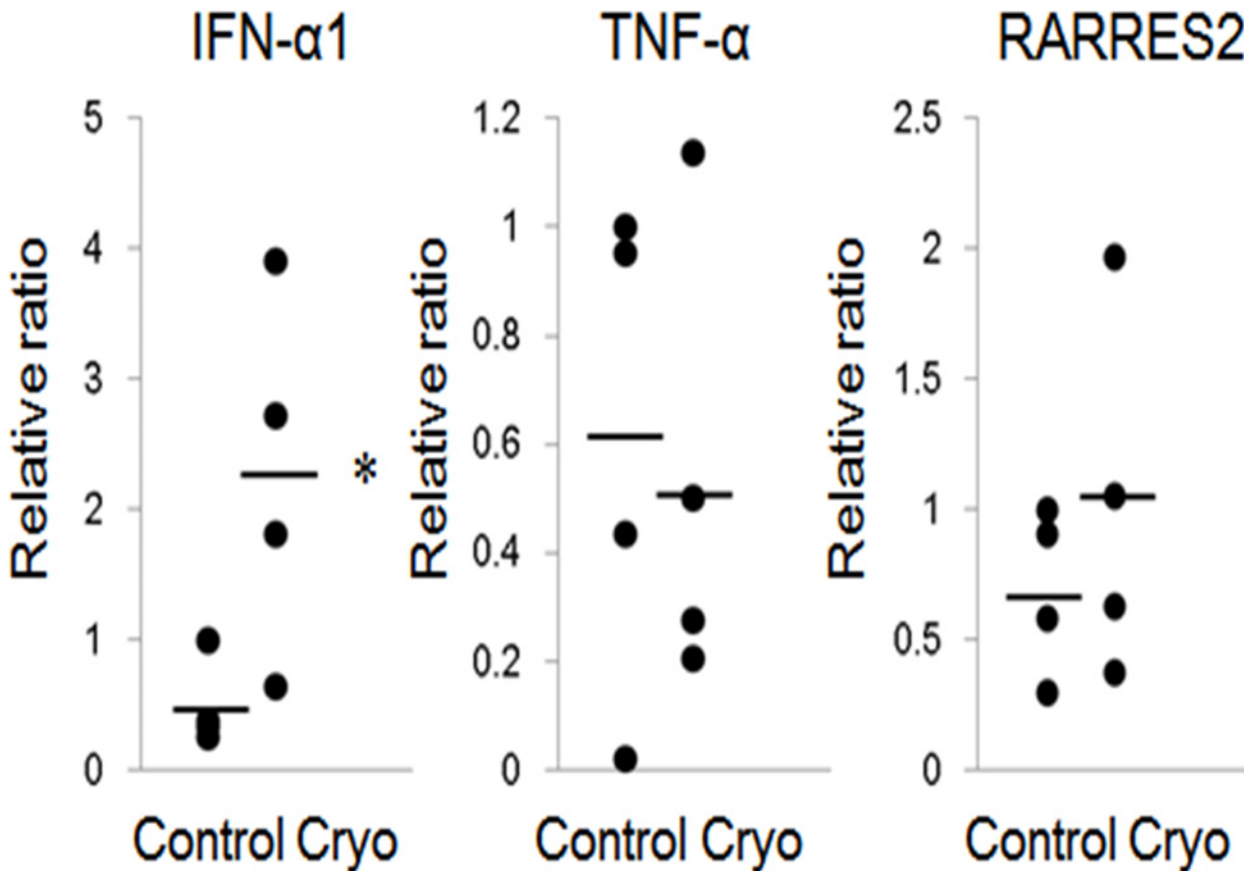 IFN-α1
TNF-α
RARRES2
Relative ratio
5
4
3
2
1
0
*
Control Cryo
Relative ratio
1.2
1
0.8
0.6
0.4
0.2
0
Control Cryo
Relative ratio
2.5
2
1.5
1
0.5
0
Control Cryo